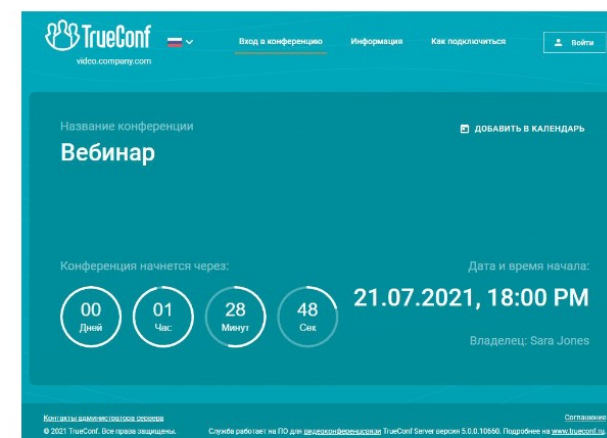 TrueConf
video.company.com
Вход в конференцию
Информация
Как подключиться
Войти
Название конференции
Вебинар
ДОБАВИТЬ В КАЛЕНДАРЬ
Конференция начнется через:
00
Дней
01
Час
28
Минут
48
Сек
Дата и время начала:
21.07.2021, 18:00 PM
Владелец: Sara Jones
Контакты администратора сервера
Соглашение
© 2021 TrueConf. Все права защищены.
Служба работает на ПО для видеоконференцсвязи TrueConf Server версия 5.0.0.10660. Подробнее на www.trueconf.ru